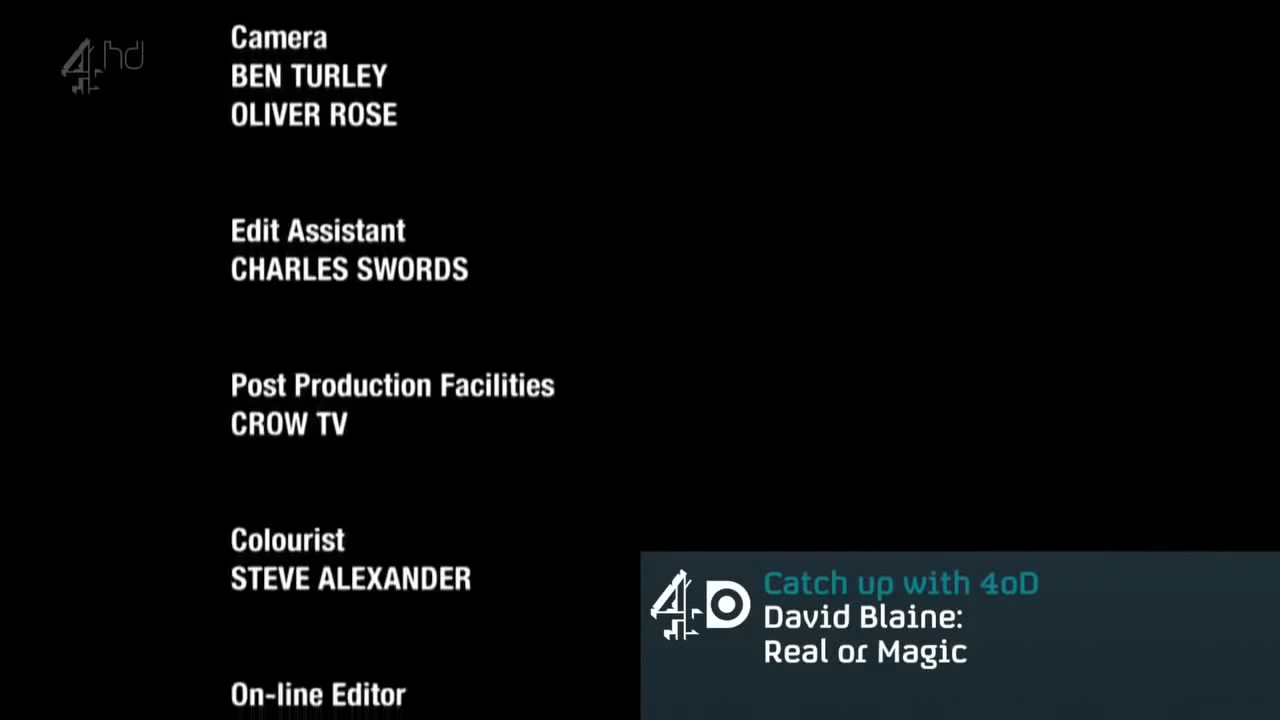 4hd
Camera
BEN TURLEY
OLIVER ROSE
Edit Assistant
CHARLES SWORDS
Post Production Facilities
CROW TV
Colourist
STEVE ALEXANDER
On-line Editor
4oD
Catch up with 4oD
David Blaine:
Real or Magic